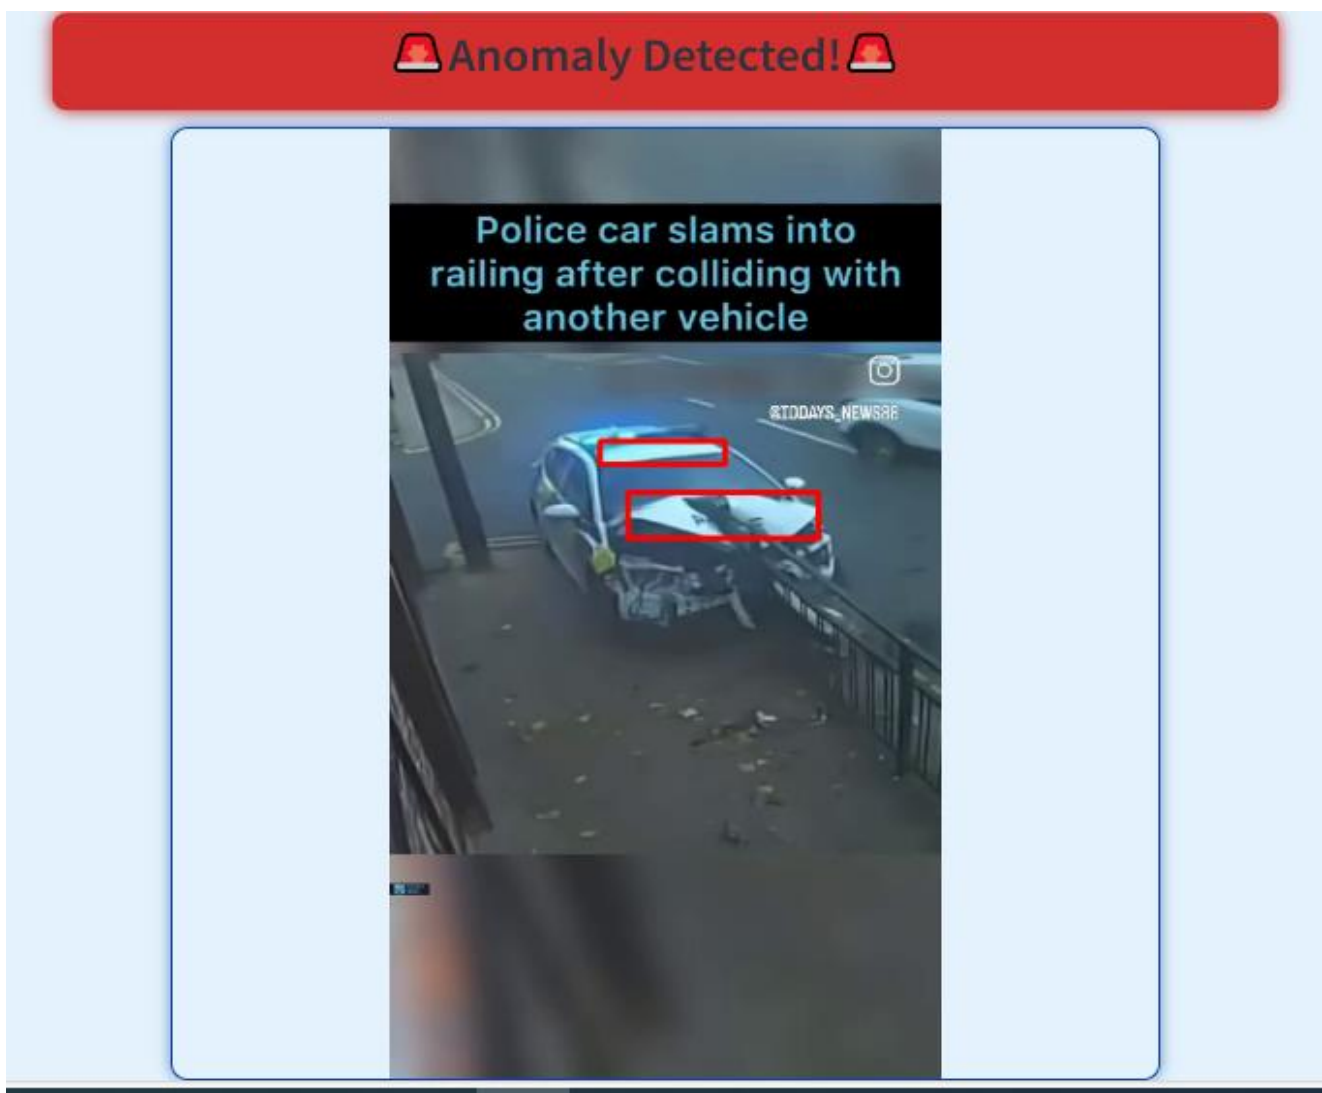 🚨Anomaly Detected!🚨
Police car slams into
railing after colliding with
another vehicle
@TODAYS_NEWS86